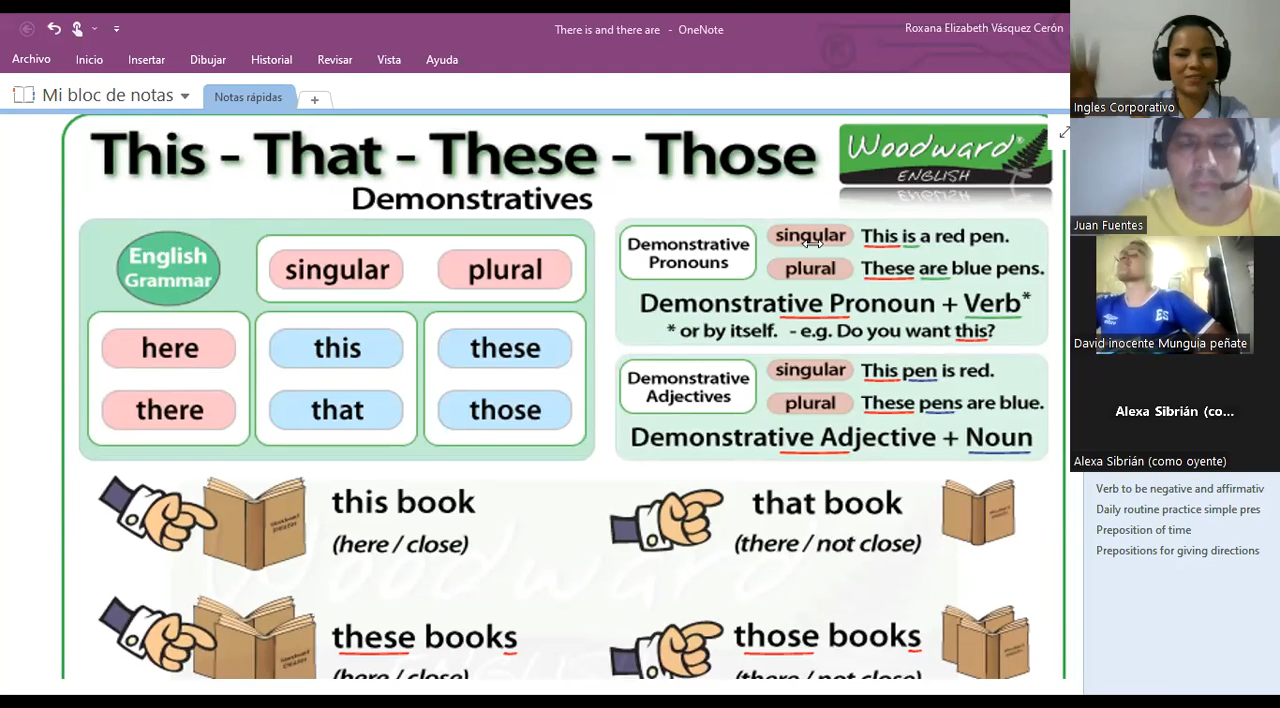 There is and there are - OneNote
Roxana Elizabeth Vásquez Cerón
Archivo Inicio Insertar Dibujar Historial Revisar Vista Ayuda
Mi bloc de notas
Notas rápidas
+
This - That - These - Those
Demonstratives
Woodward®
ENGLISH
English
Grammar
singular plural
here this these
there that those
Demonstrative
Pronouns
singular This is a red pen.
plural These are blue pens.
Demonstrative Pronoun + Verb*
* or by itself. - e.g. Do you want this?
Demonstrative
Adjectives
singular This pen is red.
plural These pens are blue.
Demonstrative Adjective + Noun
this book
(here / close)
that book
(there / not close)
these books
(here / close)
those books
(there / not close)
Ingles Corporativo
Juan Fuentes
David inocente Munguia peñate
Alexa Sibrián (co...
Alexa Sibrián (como oyente)
Verb to be negative and affirmativ
Daily routine practice simple pres
Preposition of time
Prepositions for giving directions